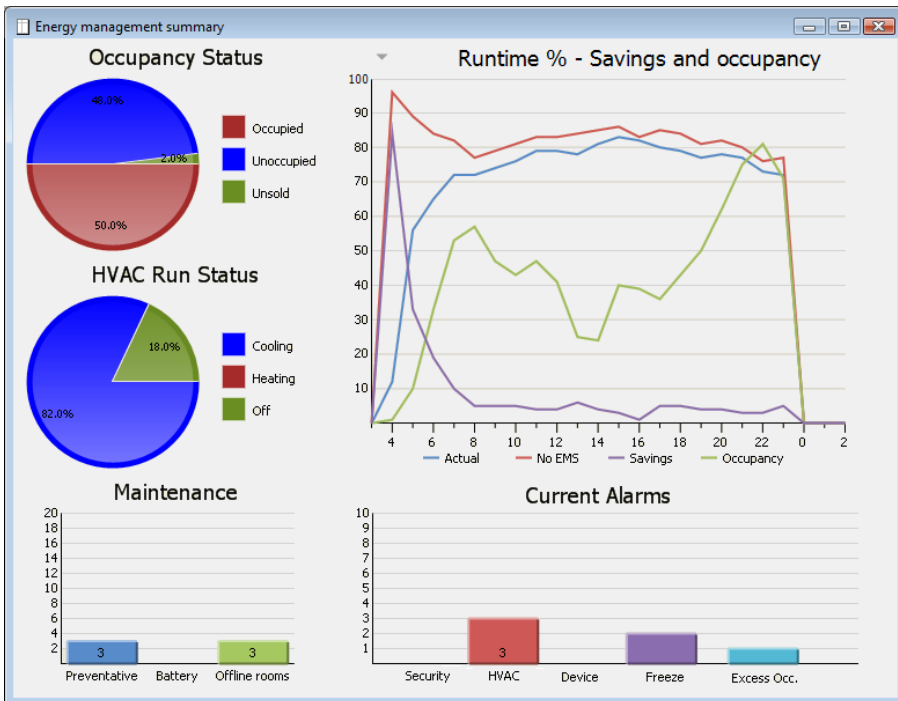 Energy management summary
Occupancy Status
48.0%
2.0%
50.0%
Occupied
Unoccupied
Unsold
HVAC Run Status
18.0%
82.0%
Cooling
Heating
Off
Runtime % - Savings and occupancy
100
90
80
70
60
50
40
30
20
10
4 6 8 10 12 14 16 18 20 22 0 2
Actual No EMS Savings Occupancy
Maintenance
20
18
16
14
12
10
8
6
4
2
3 3
Preventative Battery Offline rooms
Current Alarms
10
9
8
7
6
5
4
3
2
1
3
Security HVAC Device Freeze Excess Occ.